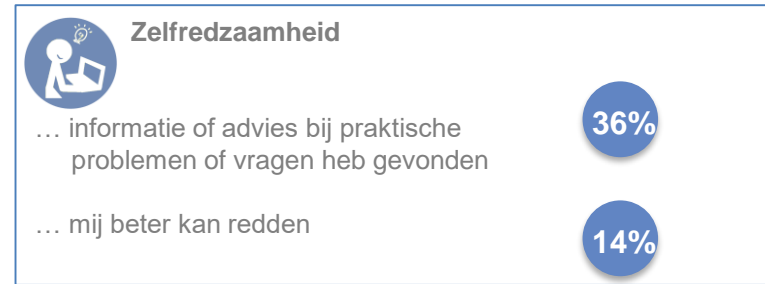 Zelfredzaamheid
… informatie of advies bij praktische
problemen of vragen heb gevonden
36%
… mij beter kan redden
14%